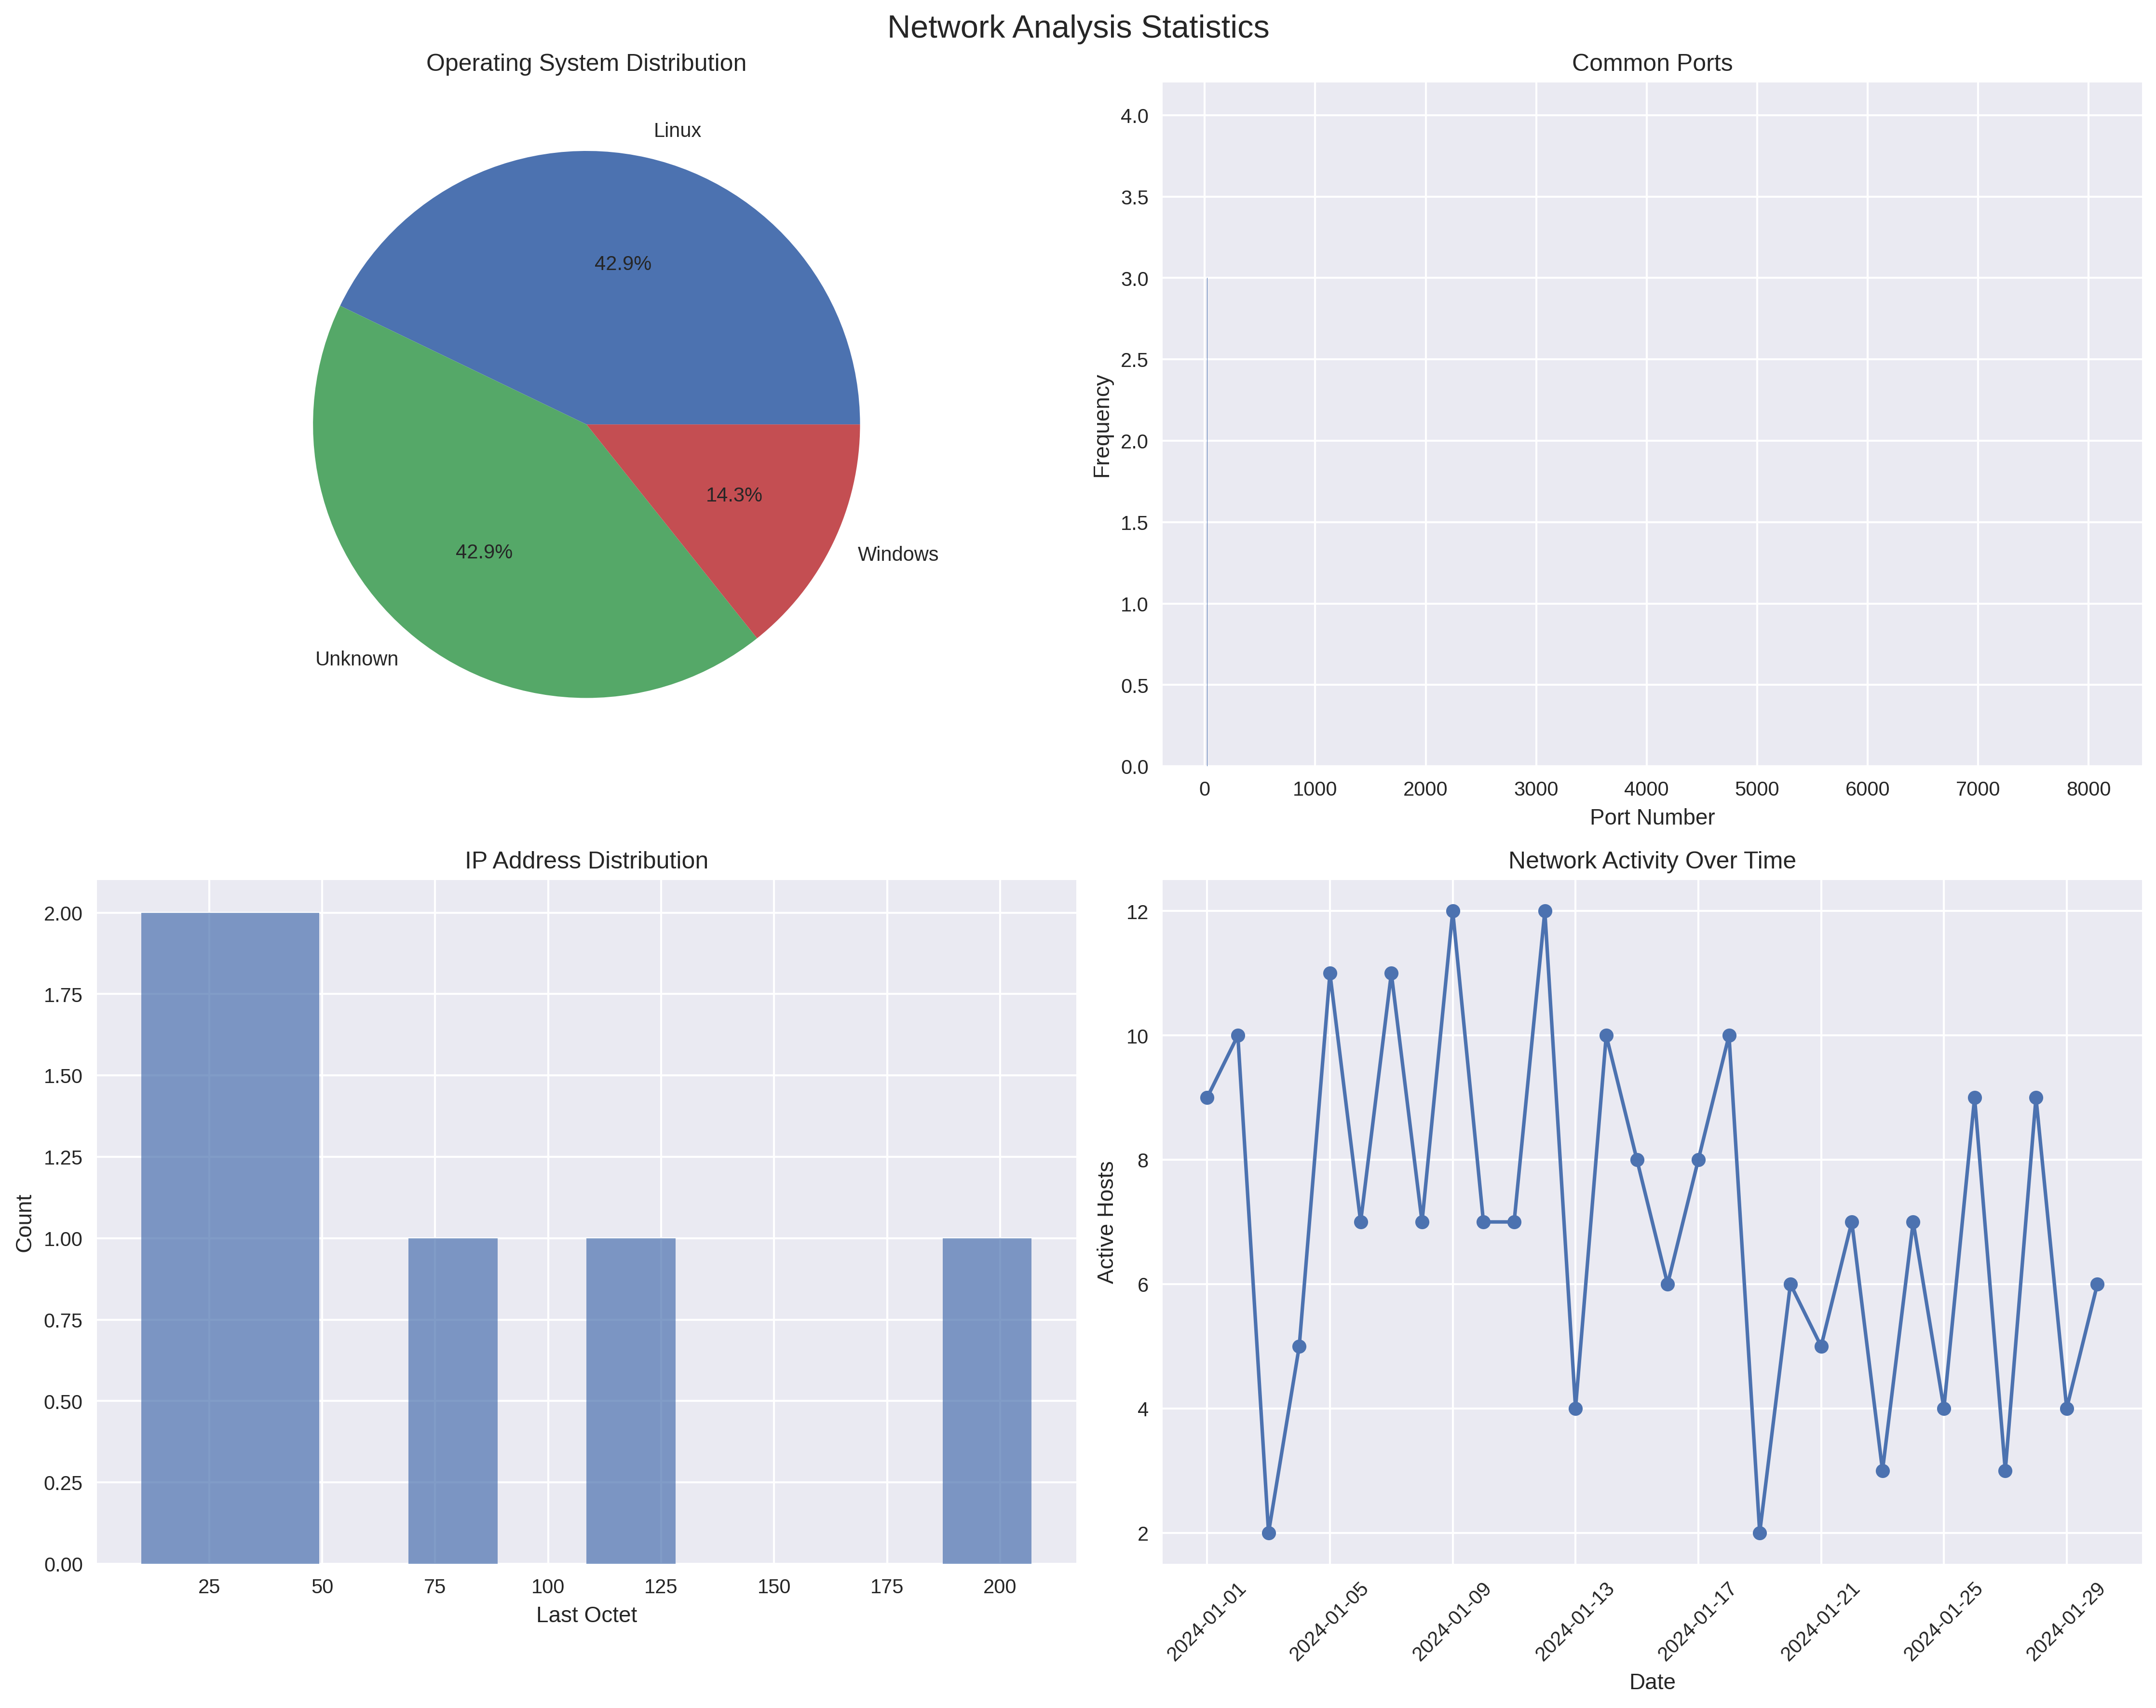 Network Analysis Statistics
Operating System Distribution
Linux
42.9%
14.3%
42.9%
Windows
Unknown
Common Ports
4.0
3.5
3.0
2.5
2.0
1.5
1.0
0.5
0.0
Frequency
0 1000 2000 3000 4000 5000 6000 7000 8000
Port Number
IP Address Distribution
2.00
1.75
1.50
1.25
1.00
0.75
0.50
0.25
0.00
Count
25 50 75 100 125 150 175 200
Last Octet
Network Activity Over Time
12
10
8
6
4
2
Active Hosts
2024-01-01 2024-01-05 2024-01-09 2024-01-13 2024-01-17 2024-01-21 2024-01-25 2024-01-29
Date